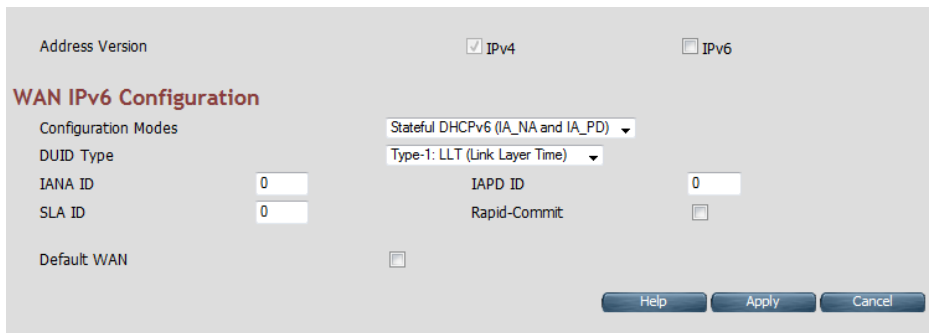 Address Version IPv4 IPv6
WAN IPv6 Configuration
Configuration Modes Stateful DHCPv6 (IA_NA and IA_PD)
DUID Type Type-1: LLT (Link Layer Time)
IANA ID 0 IAPD ID 0
SLA ID 0 Rapid-Commit
Default WAN
Help Apply Cancel